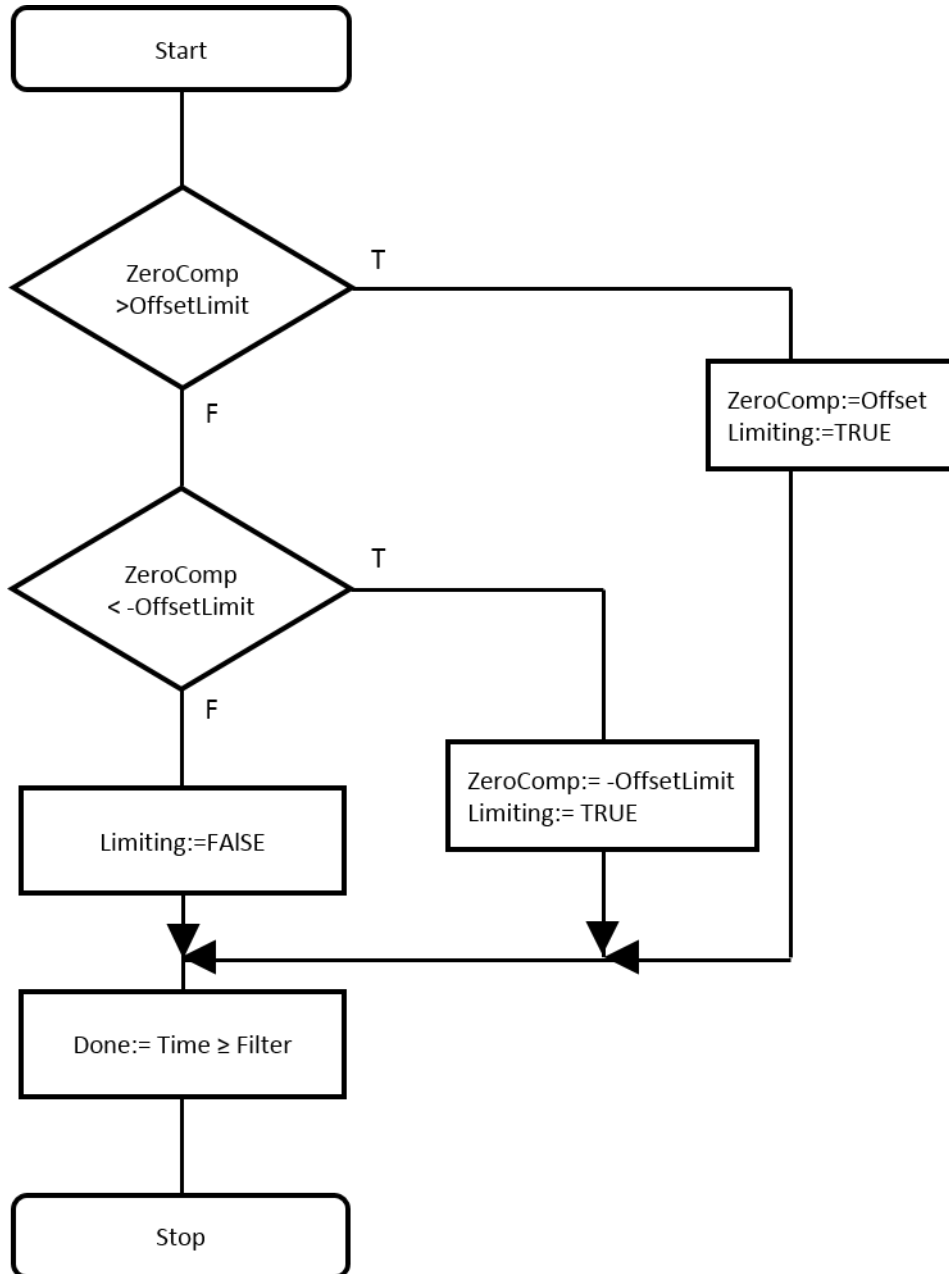 Start
ZeroComp
>OffsetLimit
T
F
ZeroComp:=Offset
Limiting:=TRUE
ZeroComp
< -OffsetLimit
T
F
ZeroComp:= -OffsetLimit
Limiting:= TRUE
Limiting:=FAlSE
Done:= Time ≥ Filter
Stop